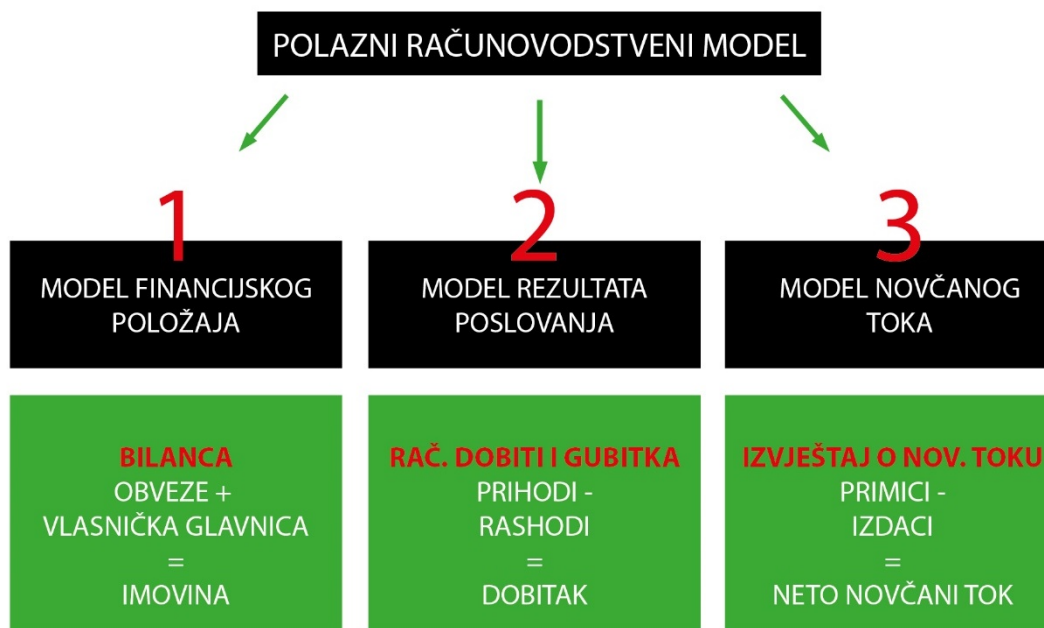 POLAZNI RAČUNOVODSTVENI MODEL
1
MODEL FINANCIJSKOG
POLOŽAJA
BILANCA
OBVEZE +
VLASNIČKA GLAVNICA
=
IMOVINA
2
MODEL REZULTATA
POSLOVANJA
RAČ. DOBITI I GUBITKA
PRIHODI -
RASHODI
=
DOBITAK
3
MODEL NOVČANOG
TOKA
IZVJEŠTAJ O NOV. TOKU
PRIMICI -
IZDACI
=
NETO NOVČANI TOK